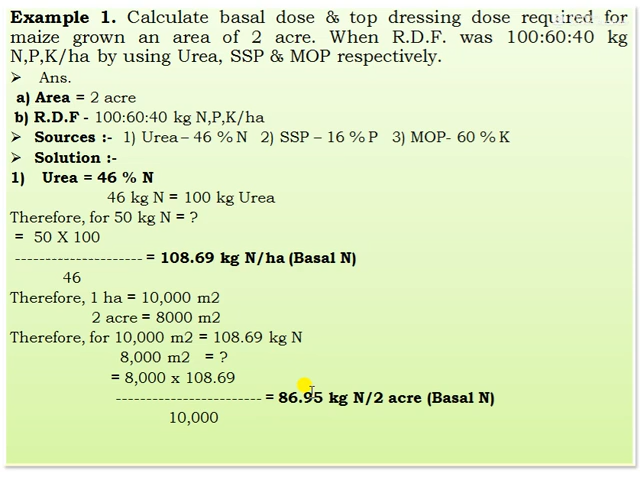 Example 1. Calculate basal dose & top dressing dose required for
maize grown an area of 2 acre. When R.D.F. was 100:60:40 kg
N,P,K/ha by using Urea, SSP & MOP respectively.
➢ Ans.
a) Area = 2 acre
b) R.D.F - 100:60:40 kg N,P,K/ha
➢ Sources :- 1) Urea – 46 % N 2) SSP – 16 % P 3) MOP- 60 % K
➢ Solution :-
1) Urea = 46 % N
46 kg N = 100 kg Urea
Therefore, for 50 kg N = ?
= 50 X 100
--------------------- = 108.69 kg N/ha (Basal N)
46
Therefore, 1 ha = 10,000 m2
2 acre = 8000 m2
Therefore, for 10,000 m2 = 108.69 kg N
8,000 m2 = ?
= 8,000 x 108.69
------------------------ = 86.95 kg N/2 acre (Basal N)
10,000